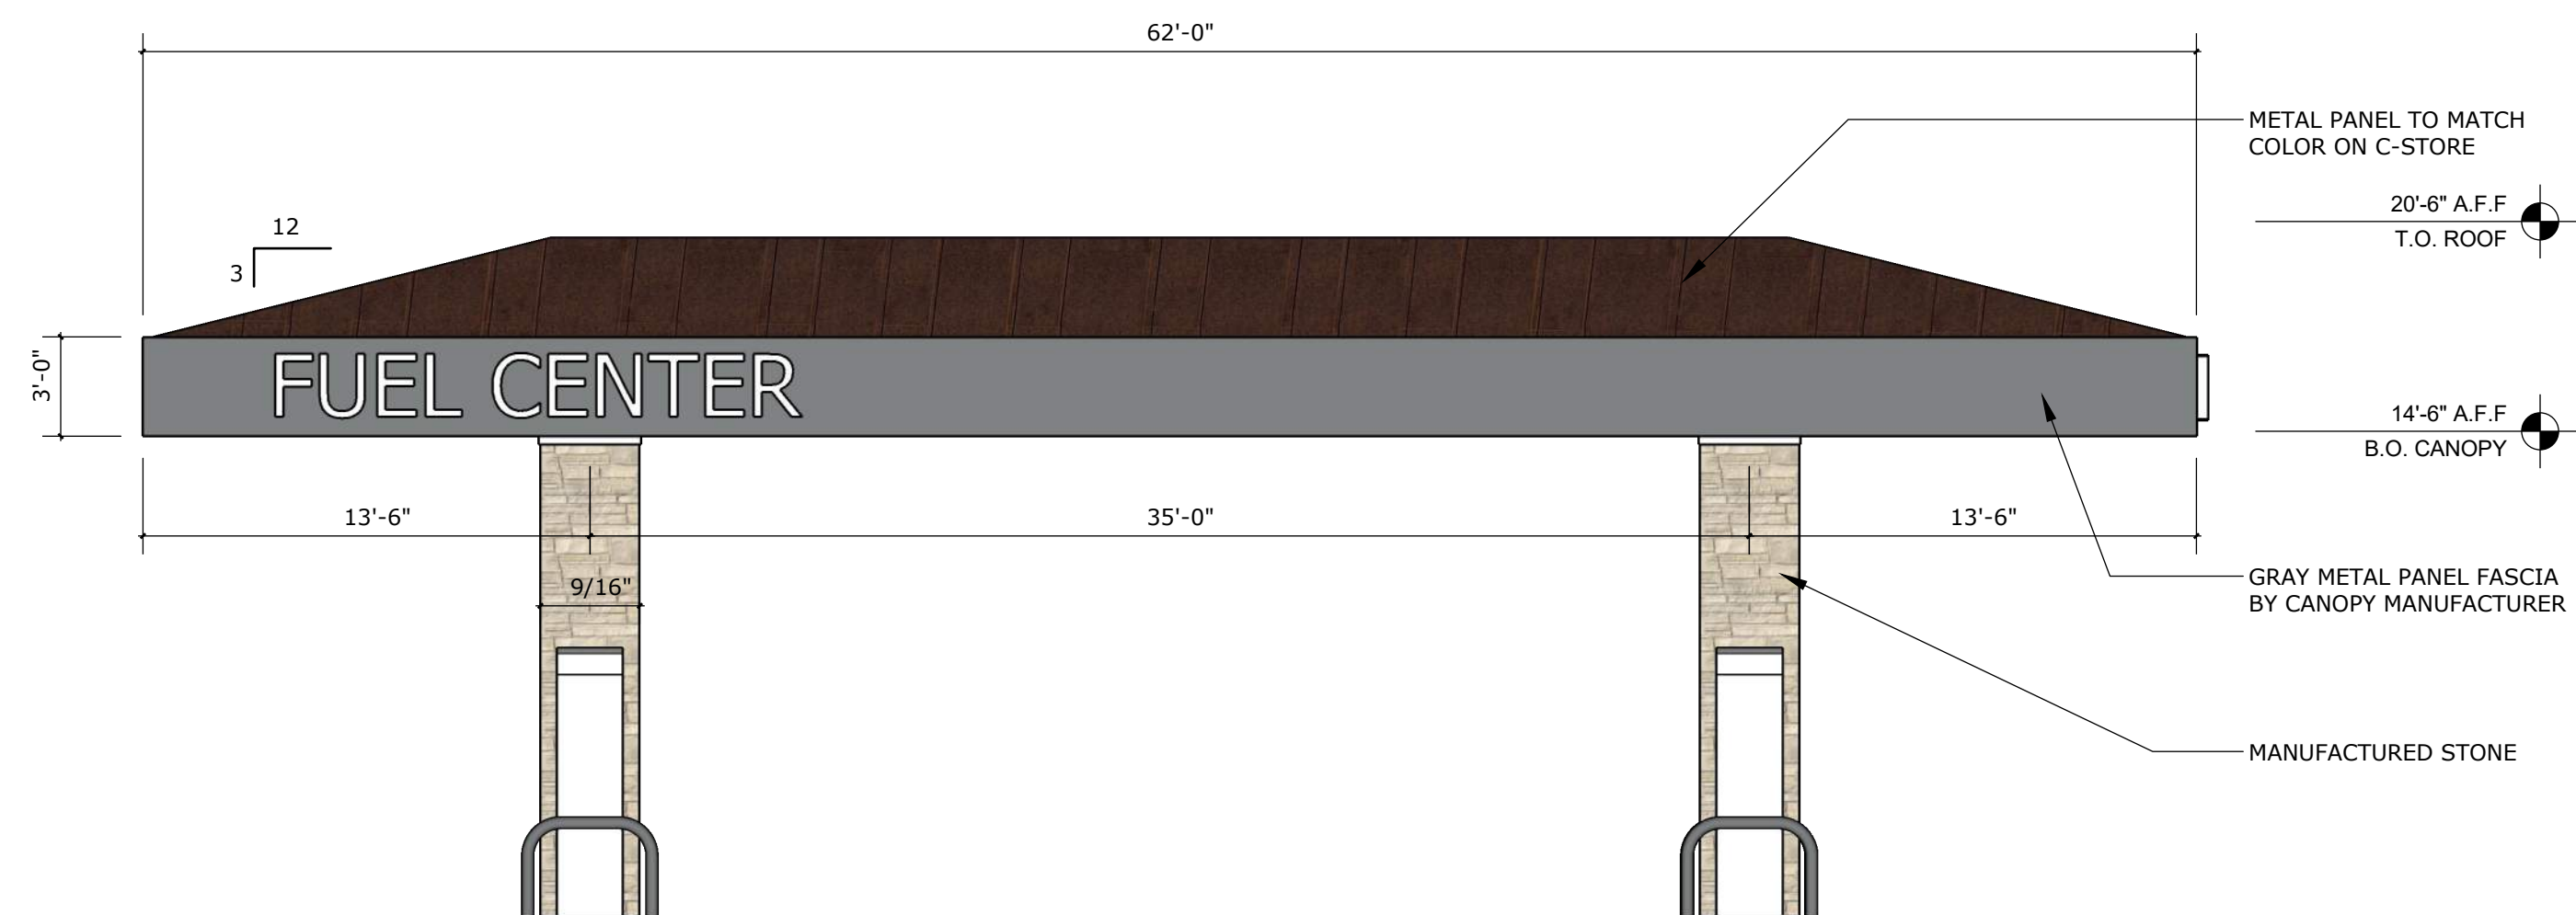 62'-0"
METAL PANEL TO MATCH
COLOR ON C-STORE
20'-6" A.F.F
T.O. ROOF
12
3
3'-0"
FUEL CENTER
14'-6" A.F.F
B.O. CANOPY
13'-6"
35'-0"
13'-6"
9/16"
GRAY METAL PANEL FASCIA
BY CANOPY MANUFACTURER
MANUFACTURED STONE